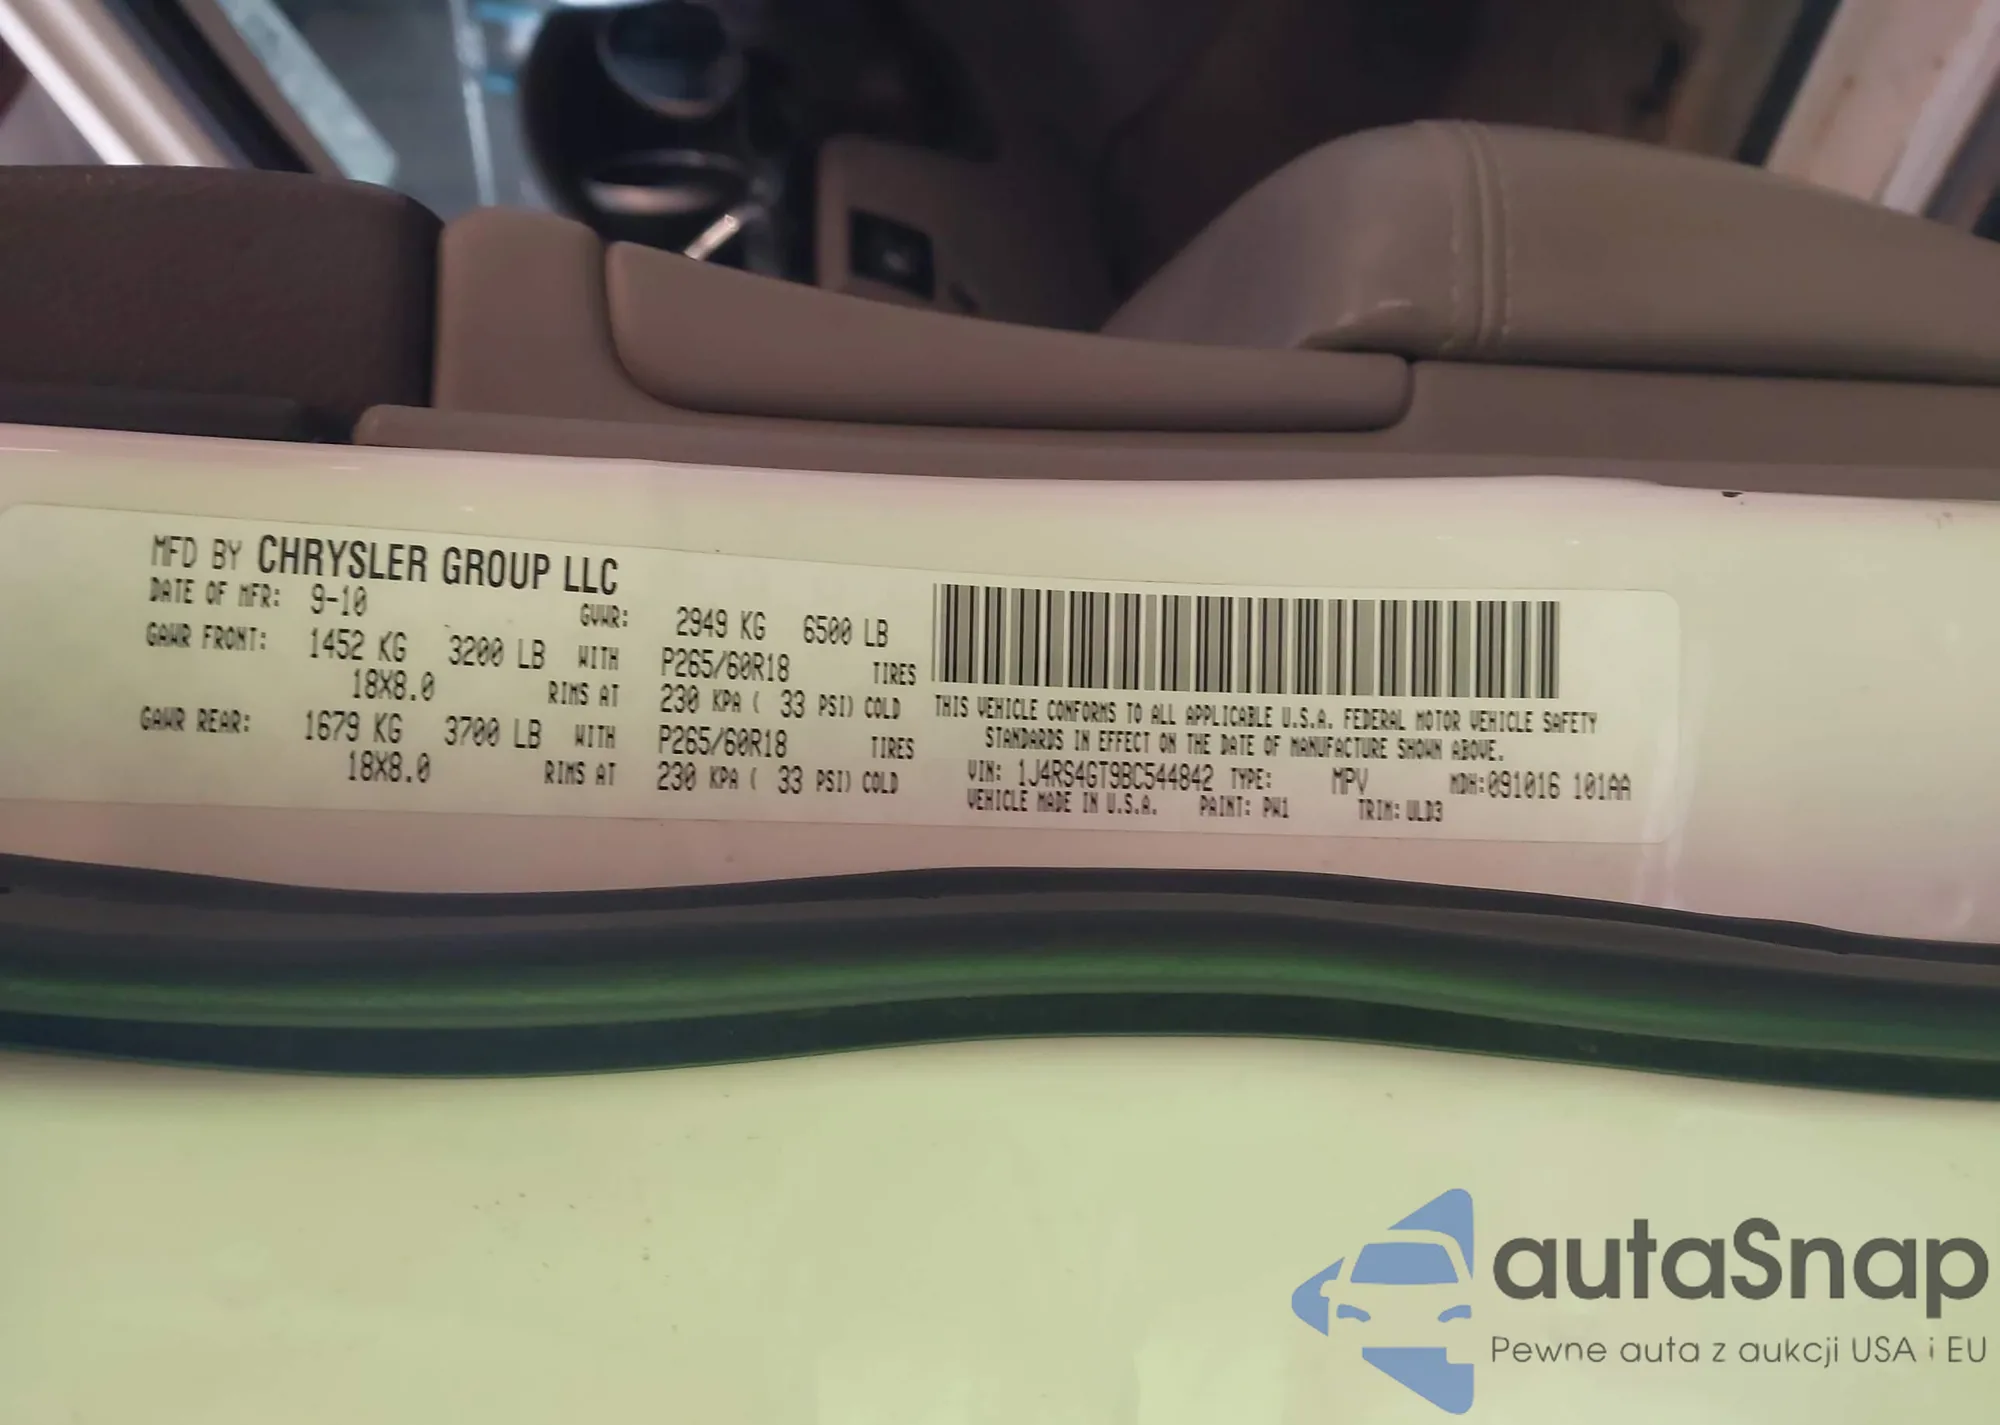 MFD BY CHRYSLER GROUP LLC
DATE OF MFR: 9-10 GVWR: 2949 KG 6500 LB
GAWR FRONT: 1452 KG 3200 LB WITH P265/60R18 TIRES
18X8.0 RIMS AT 230 KPA ( 33 PSI) COLD
GAWR REAR: 1679 KG 3700 LB WITH P265/60R18 TIRES
18X8.0 RIMS AT 230 KPA ( 33 PSI) COLD
THIS VEHICLE CONFORMS TO ALL APPLICABLE U.S.A. FEDERAL MOTOR VEHICLE SAFETY
STANDARDS IN EFFECT ON THE DATE OF MANUFACTURE SHOWN ABOVE.
VIN: 1J4RS4GT9BC544842 TYPE: MPV MDH:091016 101AA
VEHICLE MADE IN U.S.A. PAINT: PW1 TRIM: ULD3
autaSnap
Pewne auta z aukcji USA i EU